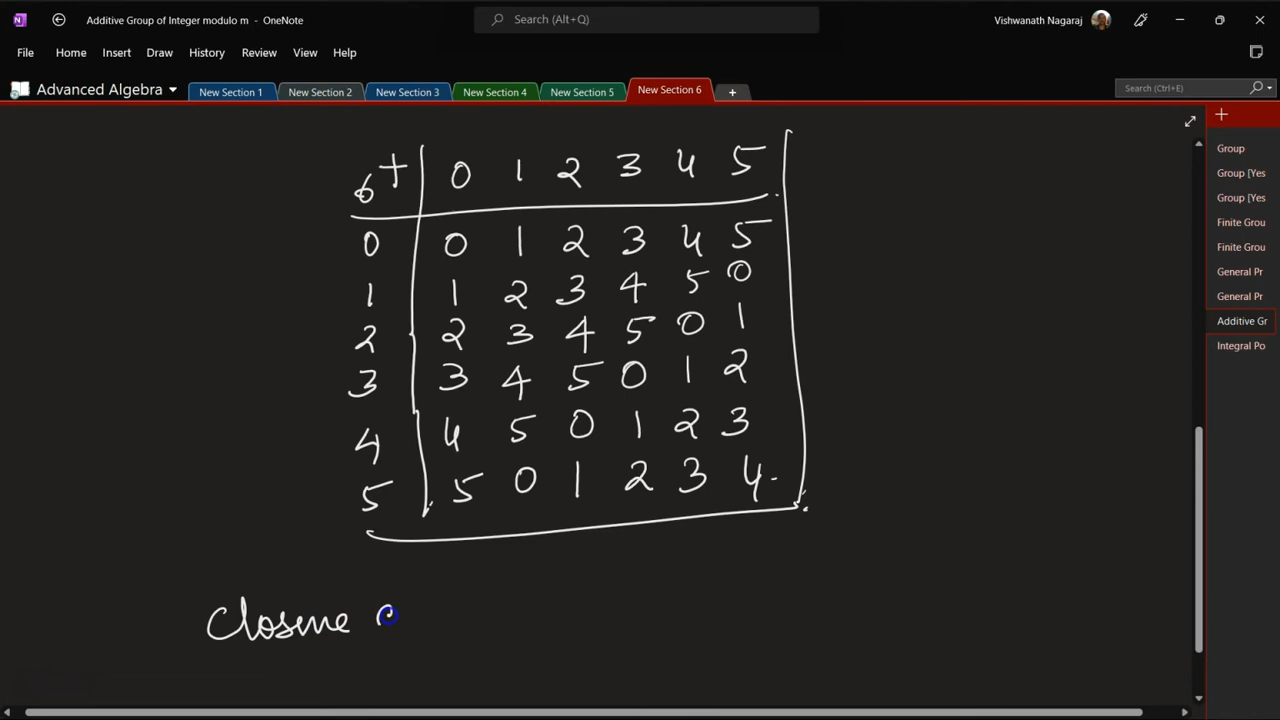 Additive Group of Integer modulo m - OneNote
Search (Alt+Q)
Vishwanath Nagaraj
File Home Insert Draw History Review View Help
Advanced Algebra
New Section 1 New Section 2 New Section 3 New Section 4 New Section 5 New Section 6 +
Search (Ctrl+E)
6+ 0 1 2 3 4 5
0 0 1 2 3 4 5
1 1 2 3 4 5 0
2 2 3 4 5 0 1
3 3 4 5 0 1 2
4 4 5 0 1 2 3
5 5 0 1 2 3 4
Closure
Group
Group [Yes
Group [Yes
Finite Grou
Finite Grou
General Pr
General Pr
Additive Gr
Integral Po